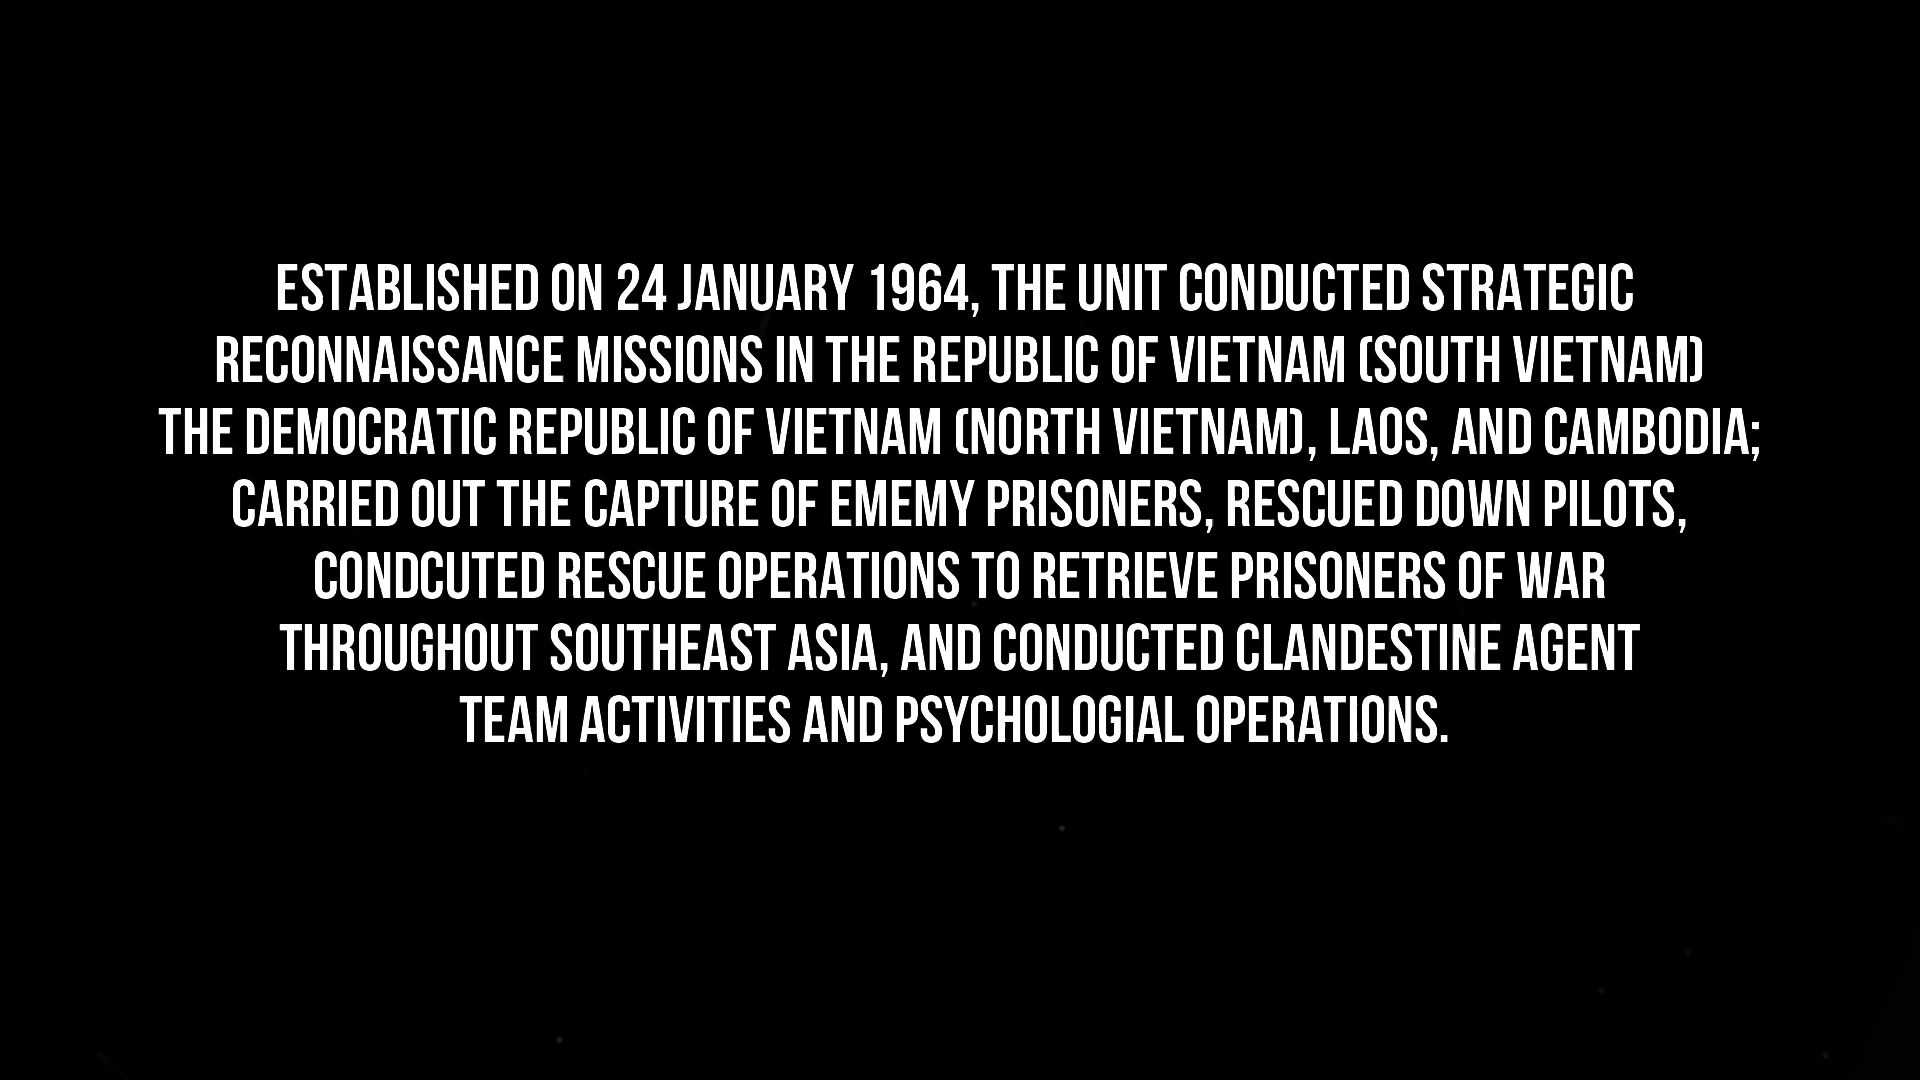 ESTABLISHED ON 24 JANUARY 1964, THE UNIT CONDUCTED STRATEGIC
RECONNAISSANCE MISSIONS IN THE REPUBLIC OF VIETNAM (SOUTH VIETNAM)
THE DEMOCRATIC REPUBLIC OF VIETNAM (NORTH VIETNAM), LAOS, AND CAMBODIA;
CARRIED OUT THE CAPTURE OF EMEMY PRISONERS, RESCUED DOWN PILOTS,
CONDCUTED RESCUE OPERATIONS TO RETRIEVE PRISONERS OF WAR
THROUGHOUT SOUTHEAST ASIA, AND CONDUCTED CLANDESTINE AGENT
TEAM ACTIVITIES AND PSYCHOLOGIAL OPERATIONS.